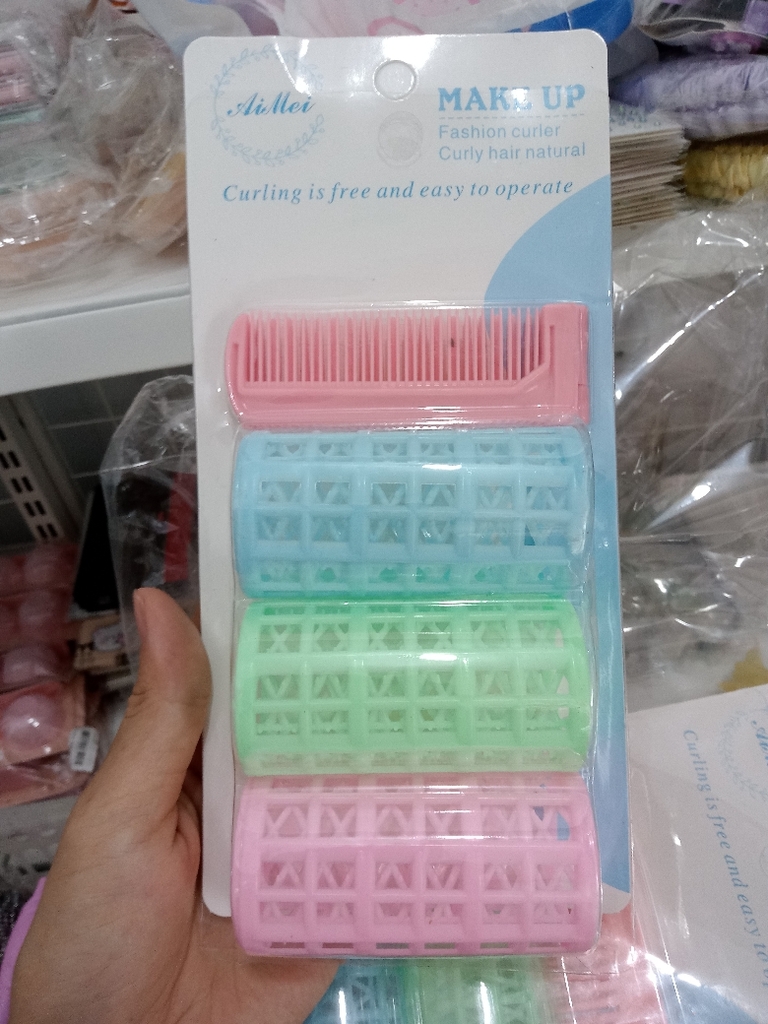 AiMei
MAKE UP
Fashion curler
Curly hair natural
Curling is free and easy to operate
Curling is free and easy to